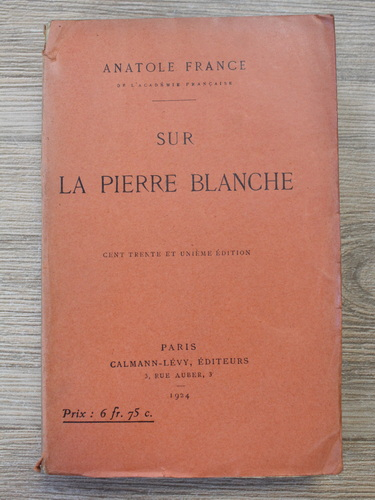 ANATOLE FRANCE
DE L'ACADÉMIE FRANÇAISE
SUR
LA PIERRE BLANCHE
CENT TRENTE ET UNIÈME ÉDITION
PARIS
CALMANN-LÉVY, ÉDITEURS
3, RUE AUBER, 3
1924
Prix : 6 fr. 75 c.